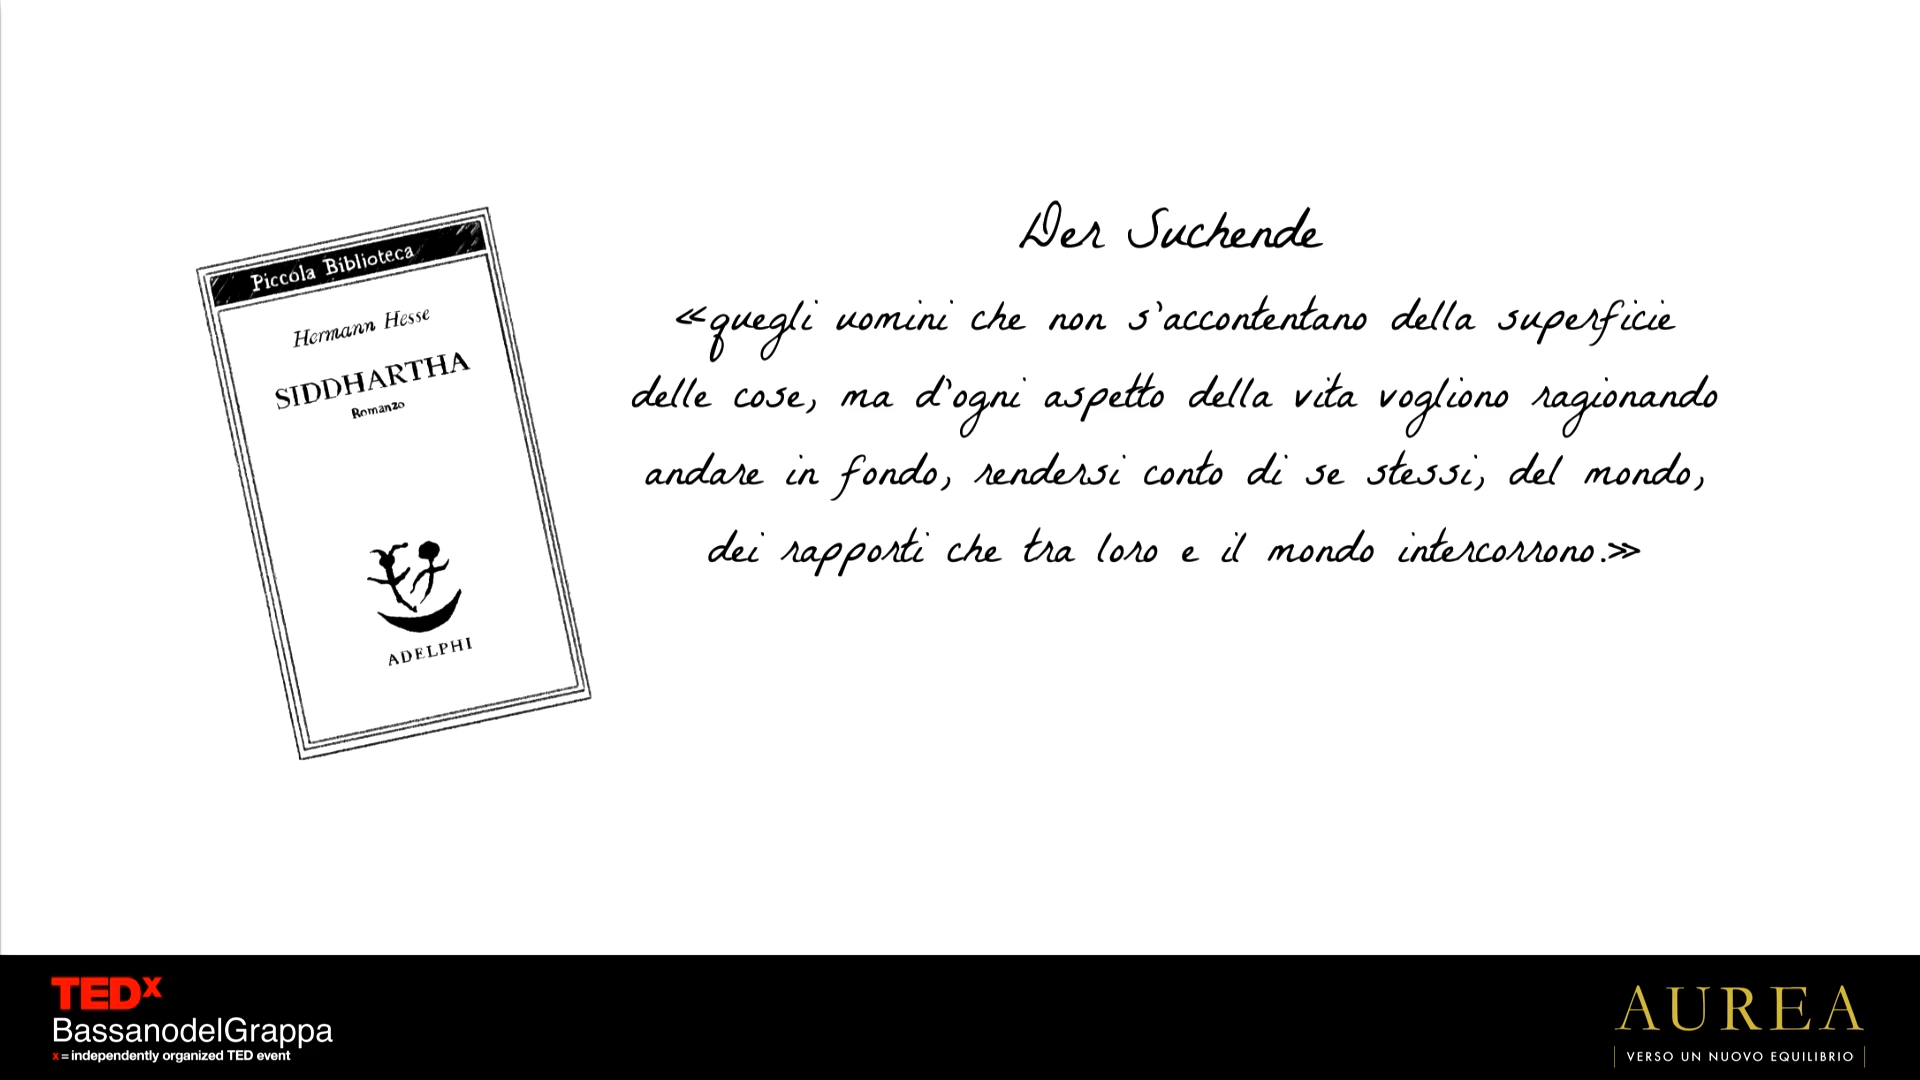 Piccola Biblioteca
Hermann Hesse
SIDDHARTHA
Romanzo
ADELPHI
Der Suchende
«quegli uomini che non s'accontentano della superficie
delle cose, ma d'ogni aspetto della vita vogliono ragionando
andare in fondo, rendersi conto di se stessi, del mondo,
dei rapporti che tra loro e il mondo intercorrono.»
TEDx
BassanodelGrappa
x = independently organized TED event
AUREA
VERSO UN NUOVO EQUILIBRIO